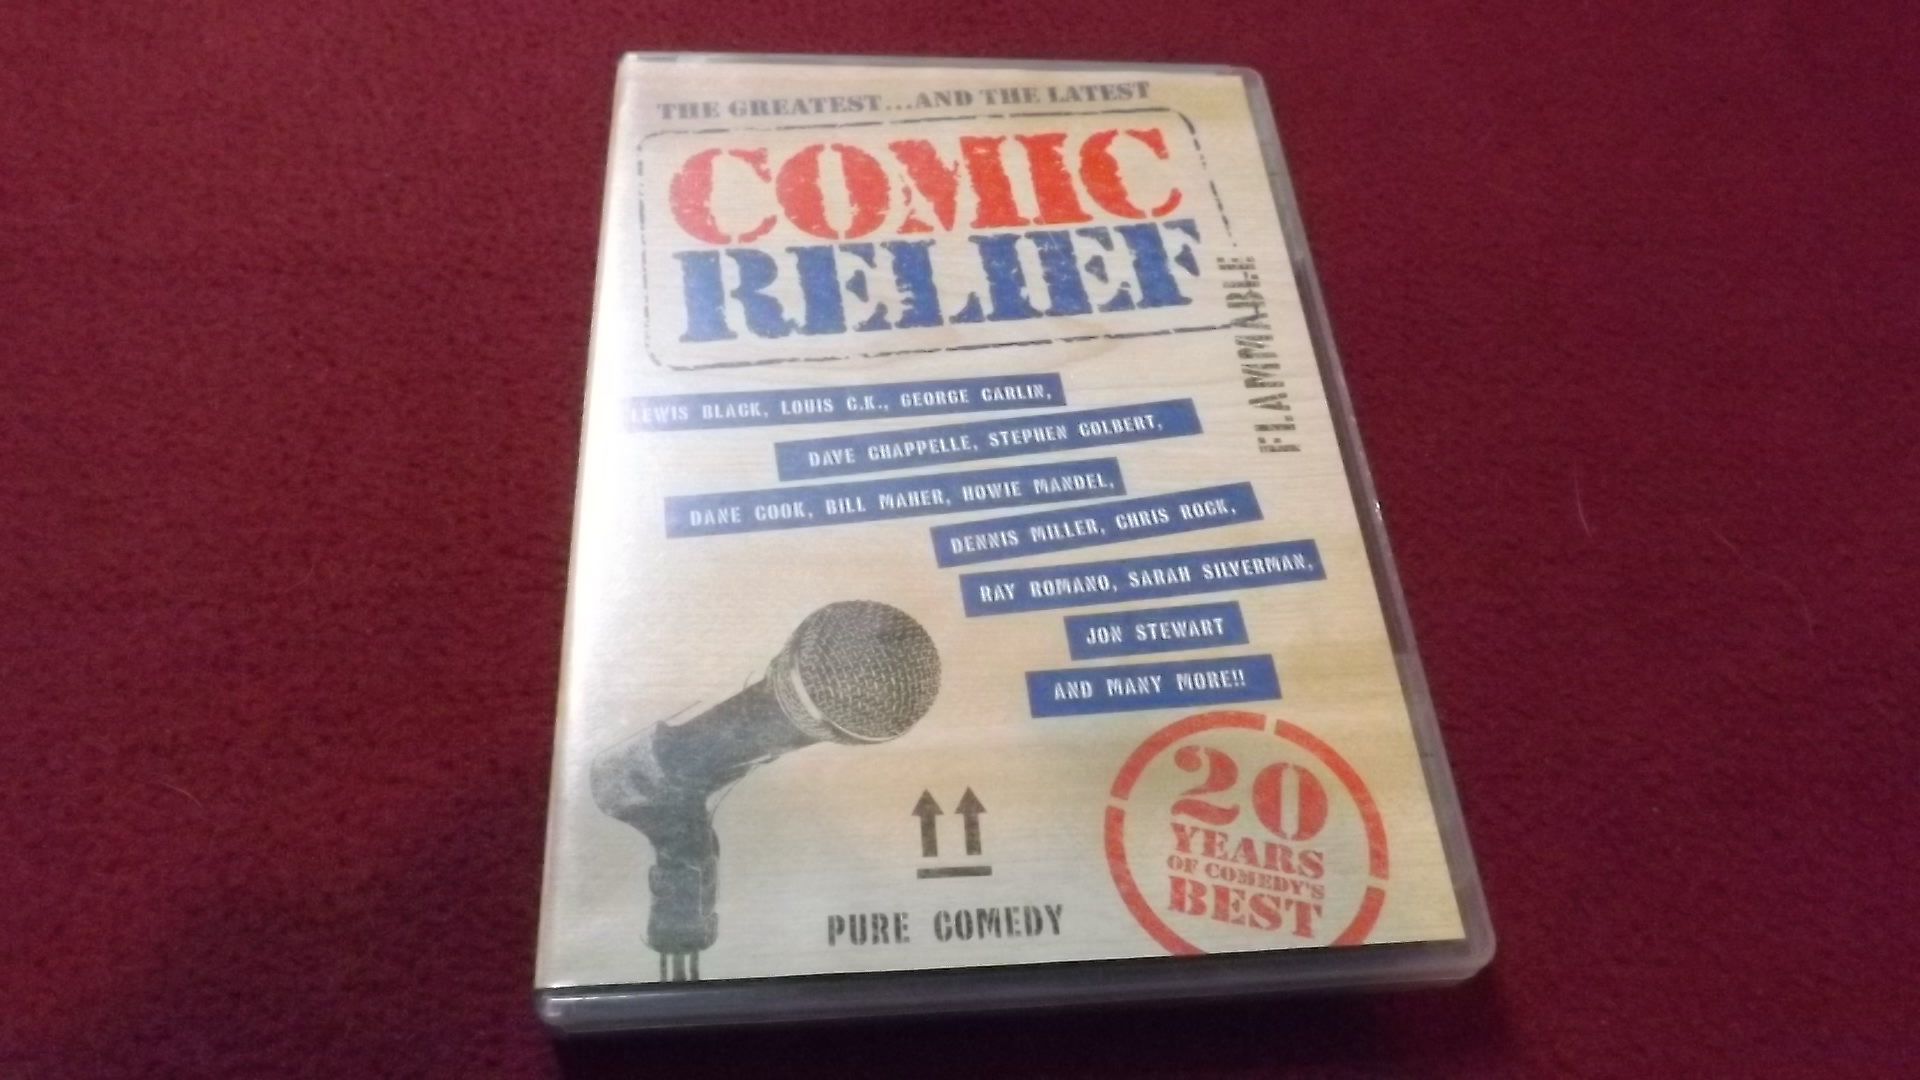 THE GREATEST...AND THE LATEST
COMIC
RELIEF
FLAMMABLE
LEWIS BLACK, LOUIS C.K., GEORGE CARLIN,
DAVE CHAPPELLE, STEPHEN COLBERT,
DANE COOK, BILL MAHER, HOWIE MANDEL,
DENNIS MILLER, CHRIS ROCK,
RAY ROMANO, SARAH SILVERMAN,
JON STEWART
AND MANY MORE!!
20
YEARS
OF COMEDY'S
BEST
PURE COMEDY